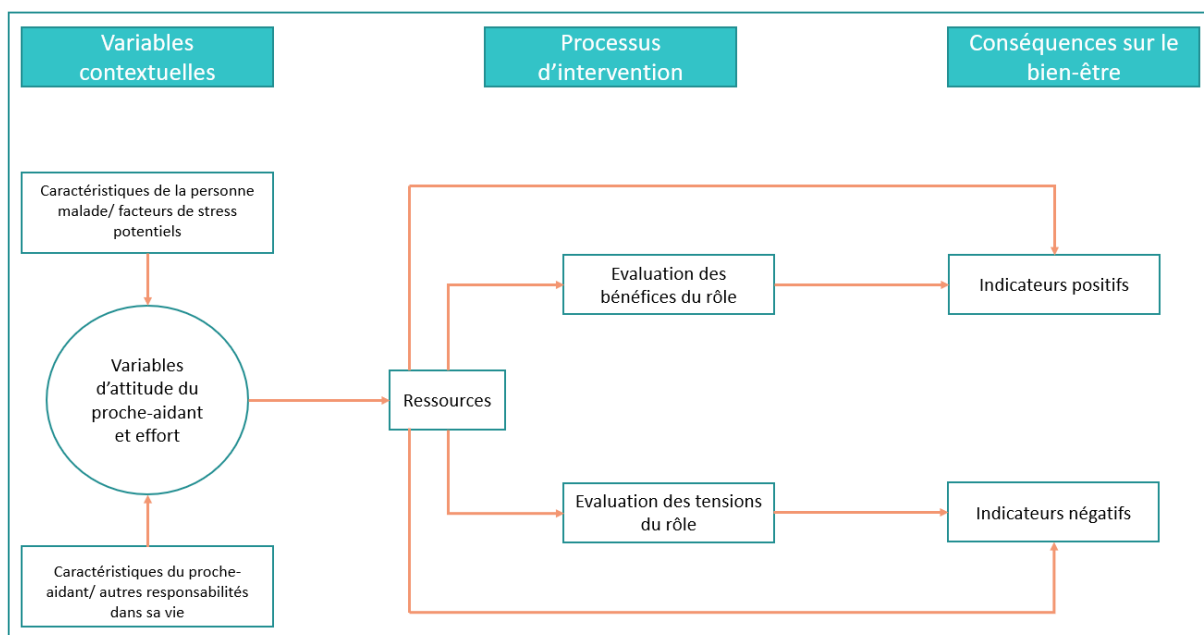 Variables
contextuelles
Processus
d’intervention
Conséquences sur le
bien-être
Caractéristiques de la personne
malade/ facteurs de stress
potentiels
Variables
d’attitude du
proche-aidant
et effort
Caractéristiques du proche-
aidant/ autres responsabilités
dans sa vie
Ressources
Evaluation des
bénéfices du rôle
Evaluation des tensions
du rôle
Indicateurs positifs
Indicateurs négatifs